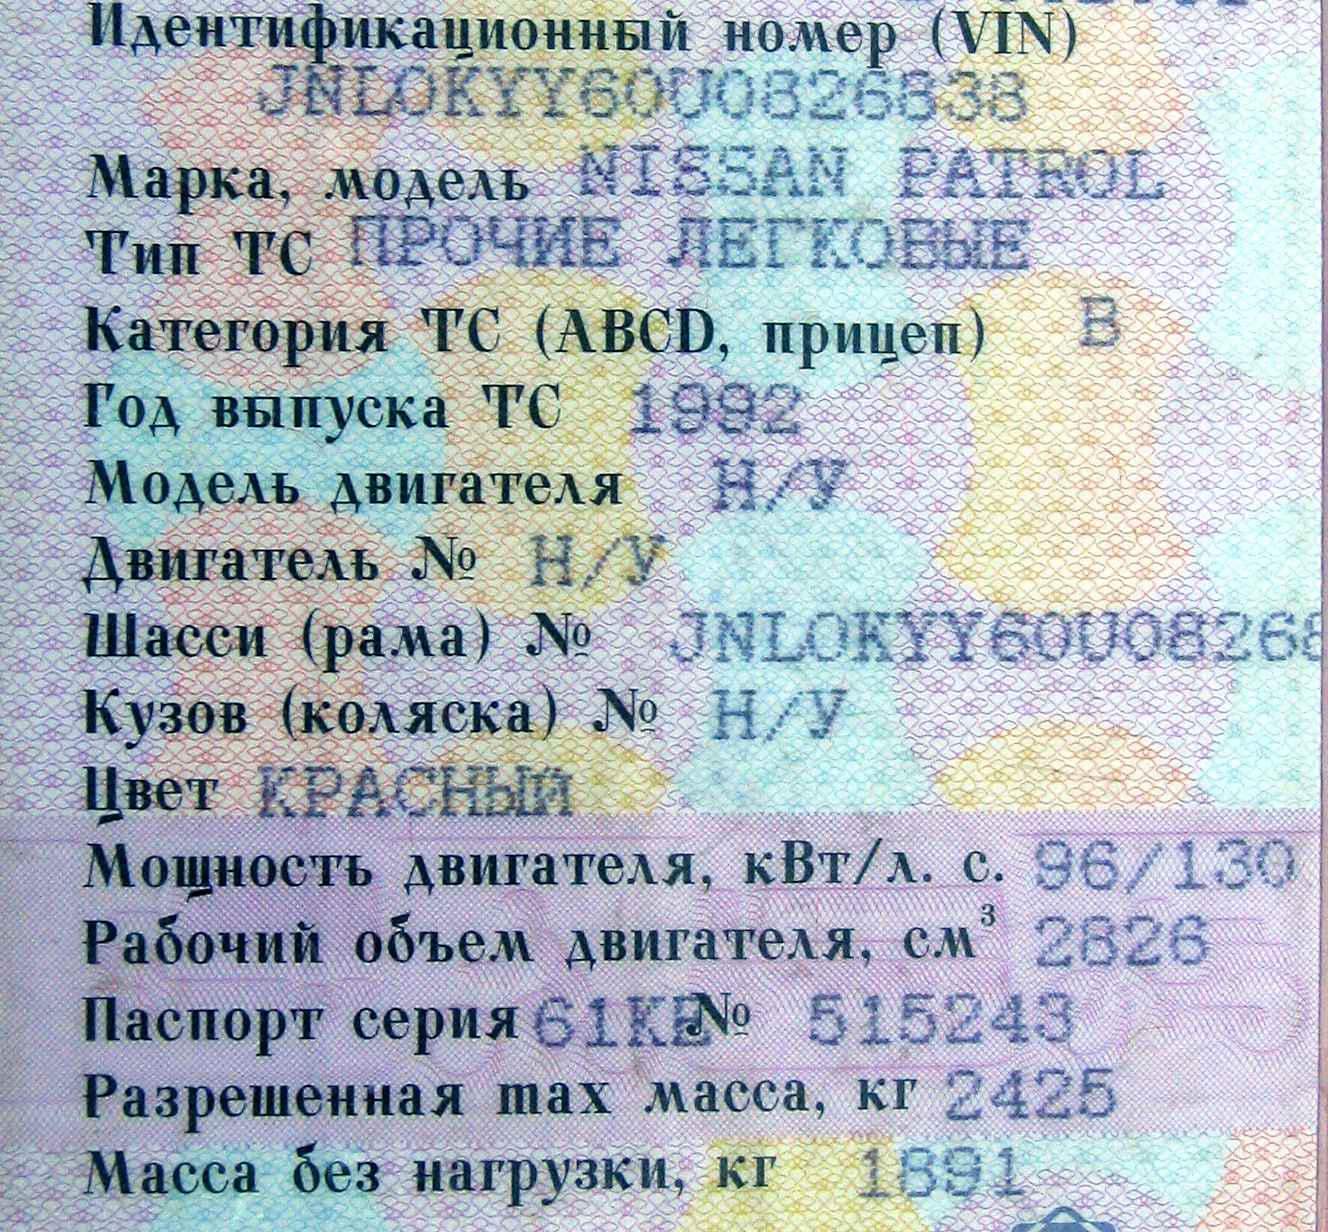 Идентификационный номер (VIN)
JNLOKYY60U0826838
Марка, модель NISSAN PATROL
Тип ТС ПРОЧИЕ ЛЕГКОВЫЕ
Категория ТС (ABCD, прицеп) B
Год выпуска ТС 1992
Модель двигателя Н/У
Двигатель № Н/У
Шасси (рама) № JNLOKYY60U08268
Кузов (коляска) № Н/У
Цвет КРАСНЫЙ
Мощность двигателя, кВт/л. с. 96/130
Рабочий объем двигателя, см³ 2826
Паспорт серия 61КЕ № 515243
Разрешенная max масса, кг 2425
Масса без нагрузки, кг 1891